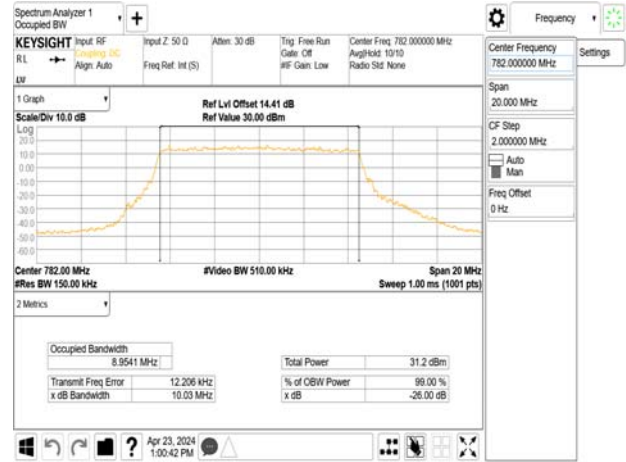 Spectrum Analyzer 1
Occupied BW
+
Frequency
KEYSIGHT
RL
Input: RF
Coupling: DC
Align: Auto
Input Z: 50 Ω
Freq Ref: Int (S)
Atten: 30 dB
Trig: Free Run
Gate: Off
#IF Gain: Low
Center Freq: 782.000000 MHz
Avg|Hold: 10/10
Radio Std: None
Center Frequency
782.000000 MHz
Settings
Span
20.000 MHz
CF Step
2.000000 MHz
Auto
Man
Freq Offset
0 Hz
1 Graph
Scale/Div 10.0 dB
Ref Lvl Offset 14.41 dB
Ref Value 30.00 dBm
Log
20.0
10.0
0.00
-10.0
-20.0
-30.0
-40.0
-50.0
-60.0
Center 782.00 MHz
#Video BW 510.00 kHz
Span 20 MHz
#Res BW 150.00 kHz
Sweep 1.00 ms (1001 pts)
2 Metrics
Occupied Bandwidth
8.9541 MHz
Total Power 31.2 dBm
Transmit Freq Error 12.206 kHz
% of OBW Power 99.00 %
x dB Bandwidth 10.03 MHz
x dB -26.00 dB
?
Apr 23, 2024
1:00:42 PM